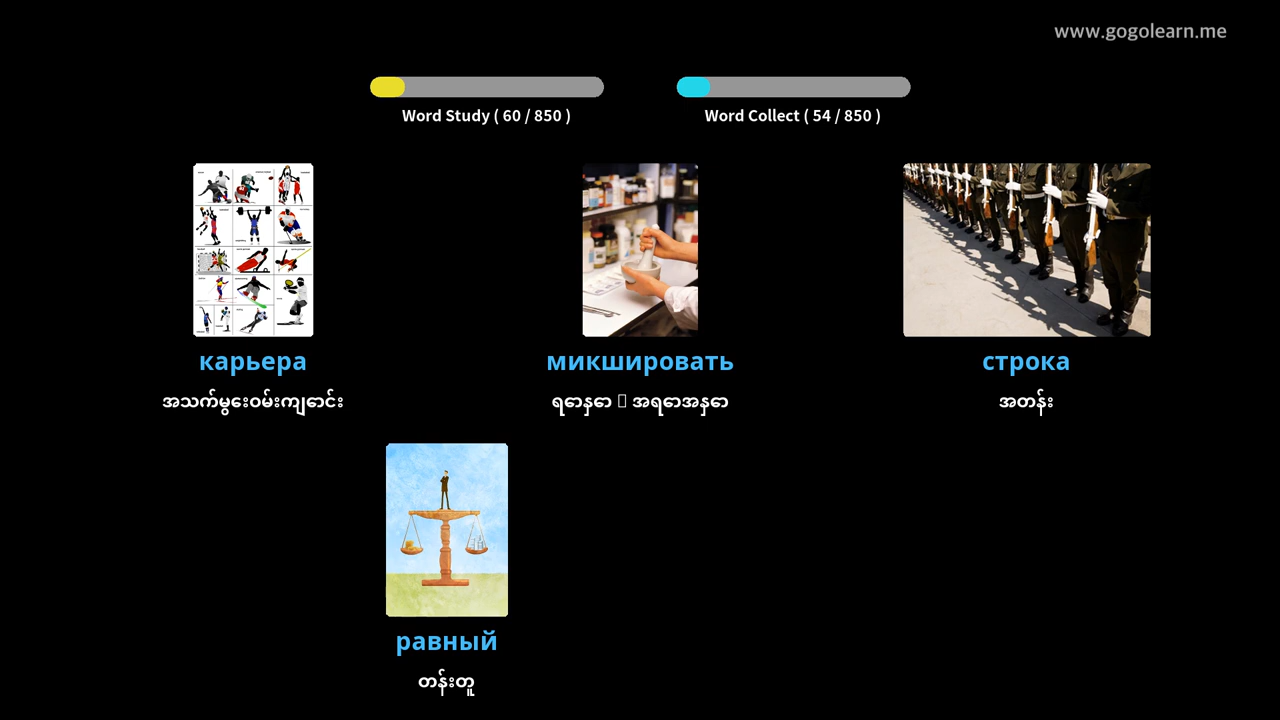 www.gogolearn.me
Word Study ( 60 / 850 )
Word Collect ( 54 / 850 )
карьера
микшировать
строка
အသက်မွေးဝမ်းကျောင်း
ရောနှော ၊ အရောအနှော
အတန်း
равный
တန်းတူ